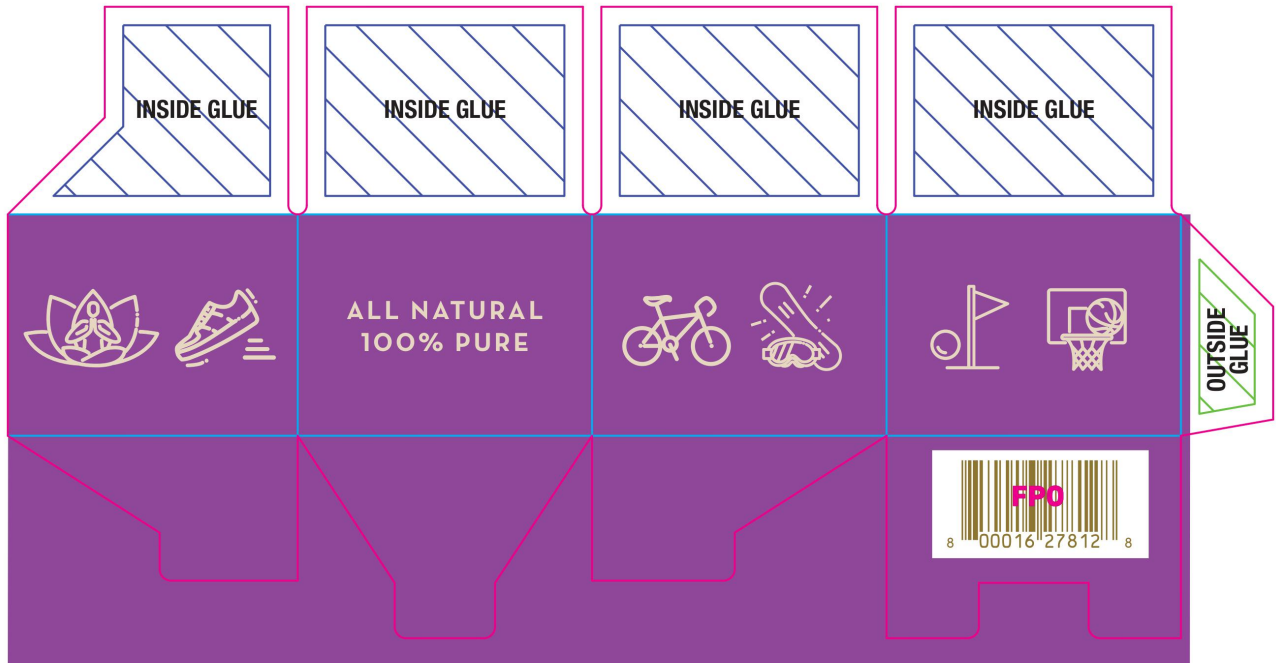 INSIDE GLUE
INSIDE GLUE
INSIDE GLUE
INSIDE GLUE
ALL NATURAL
100% PURE
OUTSIDE
GLUE
FPO
8 00016 27812 8